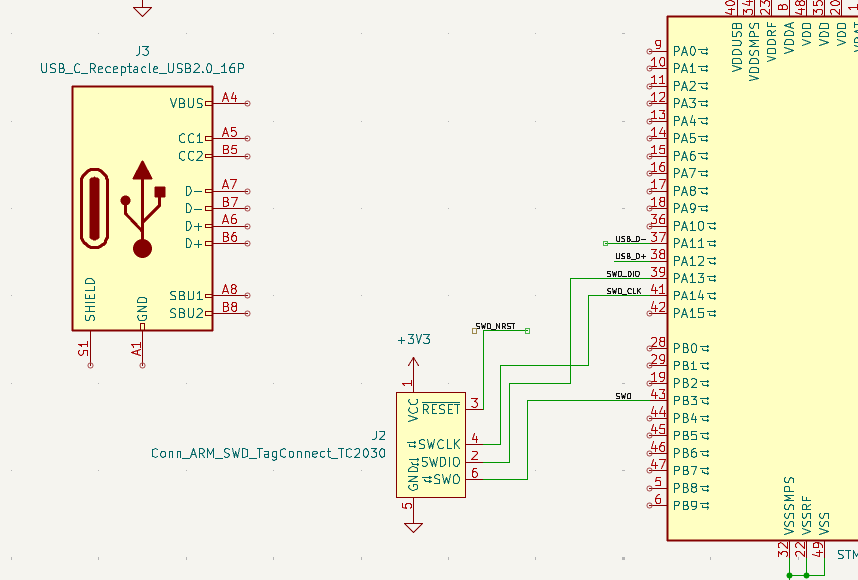 J3
USB_C_Receptacle_USB2.0_16P
VBUS A4
CC1 A5
CC2 B5
D- A7
D- B7
D+ A6
D+ B6
SBU1 A8
SBU2 B8
SHIELD
GND
S1
A1
+3V3
1
VCC
RESET 3
SWCLK 4
SWDIO 2
SWO 6
GND
5
J2
Conn_ARM_SWD_TagConnect_TC2030
SWD_NRST
USB_D-
USB_D+
SWD_DIO
SWD_CLK
SWO
40
34
23
8
48
35
20
1
VDDUSB
VDDSMPS
VDDRF
VDDA
VDD
VDD
VDD
9 PA0
10 PA1
11 PA2
12 PA3
13 PA4
14 PA5
15 PA6
16 PA7
17 PA8
18 PA9
36 PA10
37 PA11
38 PA12
39 PA13
41 PA14
42 PA15
28 PB0
29 PB1
19 PB2
43 PB3
44 PB4
45 PB5
46 PB6
47 PB7
5 PB8
6 PB9
VSSSMPS
VSSRF
VSS
32
22
49
STM